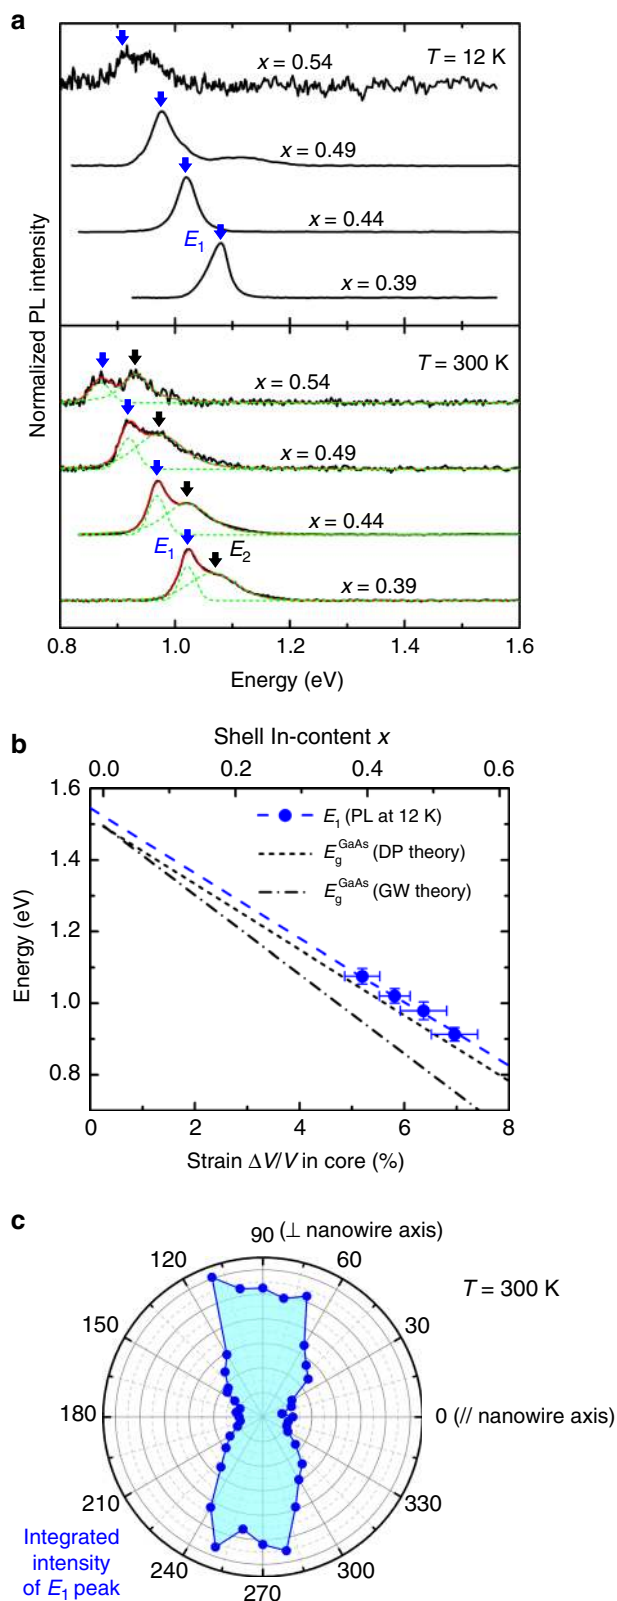 a
x = 0.54
T = 12 K
x = 0.49
x = 0.44
E1
x = 0.39
Normalized PL intensity
T = 300 K
x = 0.54
x = 0.49
x = 0.44
E1
E2
x = 0.39
0.8 1.0 1.2 1.4 1.6
Energy (eV)
b
Shell In-content x
0.0 0.2 0.4 0.6
1.6
E1 (PL at 12 K)
EgGaAs (DP theory)
EgGaAs (GW theory)
1.4
1.2
1.0
0.8
Energy (eV)
0 2 4 6 8
Strain ΔV/V in core (%)
c
90 (⊥ nanowire axis)
120 60
T = 300 K
150 30
180 0 (// nanowire axis)
210 330
240 300
270
Integrated
intensity
of E1 peak